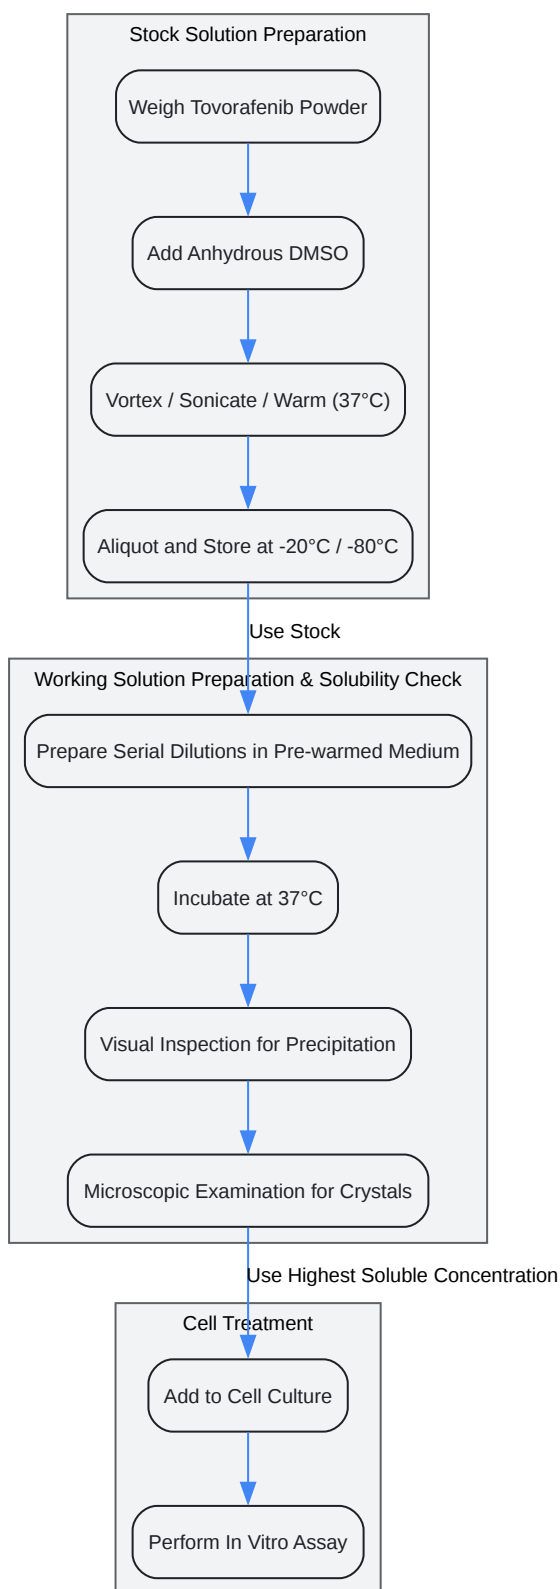 Stock Solution Preparation
Weigh Tovorafenib Powder
Add Anhydrous DMSO
Vortex / Sonicate / Warm (37°C)
Aliquot and Store at -20°C / -80°C
Use Stock
Working Solution Preparation & Solubility Check
Prepare Serial Dilutions in Pre-warmed Medium
Incubate at 37°C
Visual Inspection for Precipitation
Microscopic Examination for Crystals
Use Highest Soluble Concentration
Cell Treatment
Add to Cell Culture
Perform In Vitro Assay